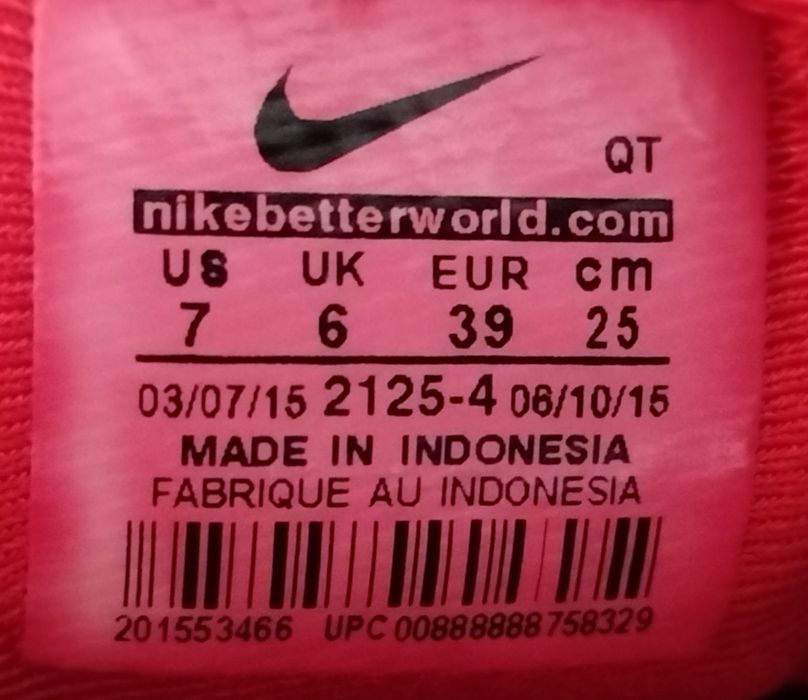 QT
nikebetterworld.com
US UK EUR cm
7 6 39 25
03/07/15 2125-4 06/10/15
MADE IN INDONESIA
FABRIQUE AU INDONESIA
201553466 UPC 00888888758329